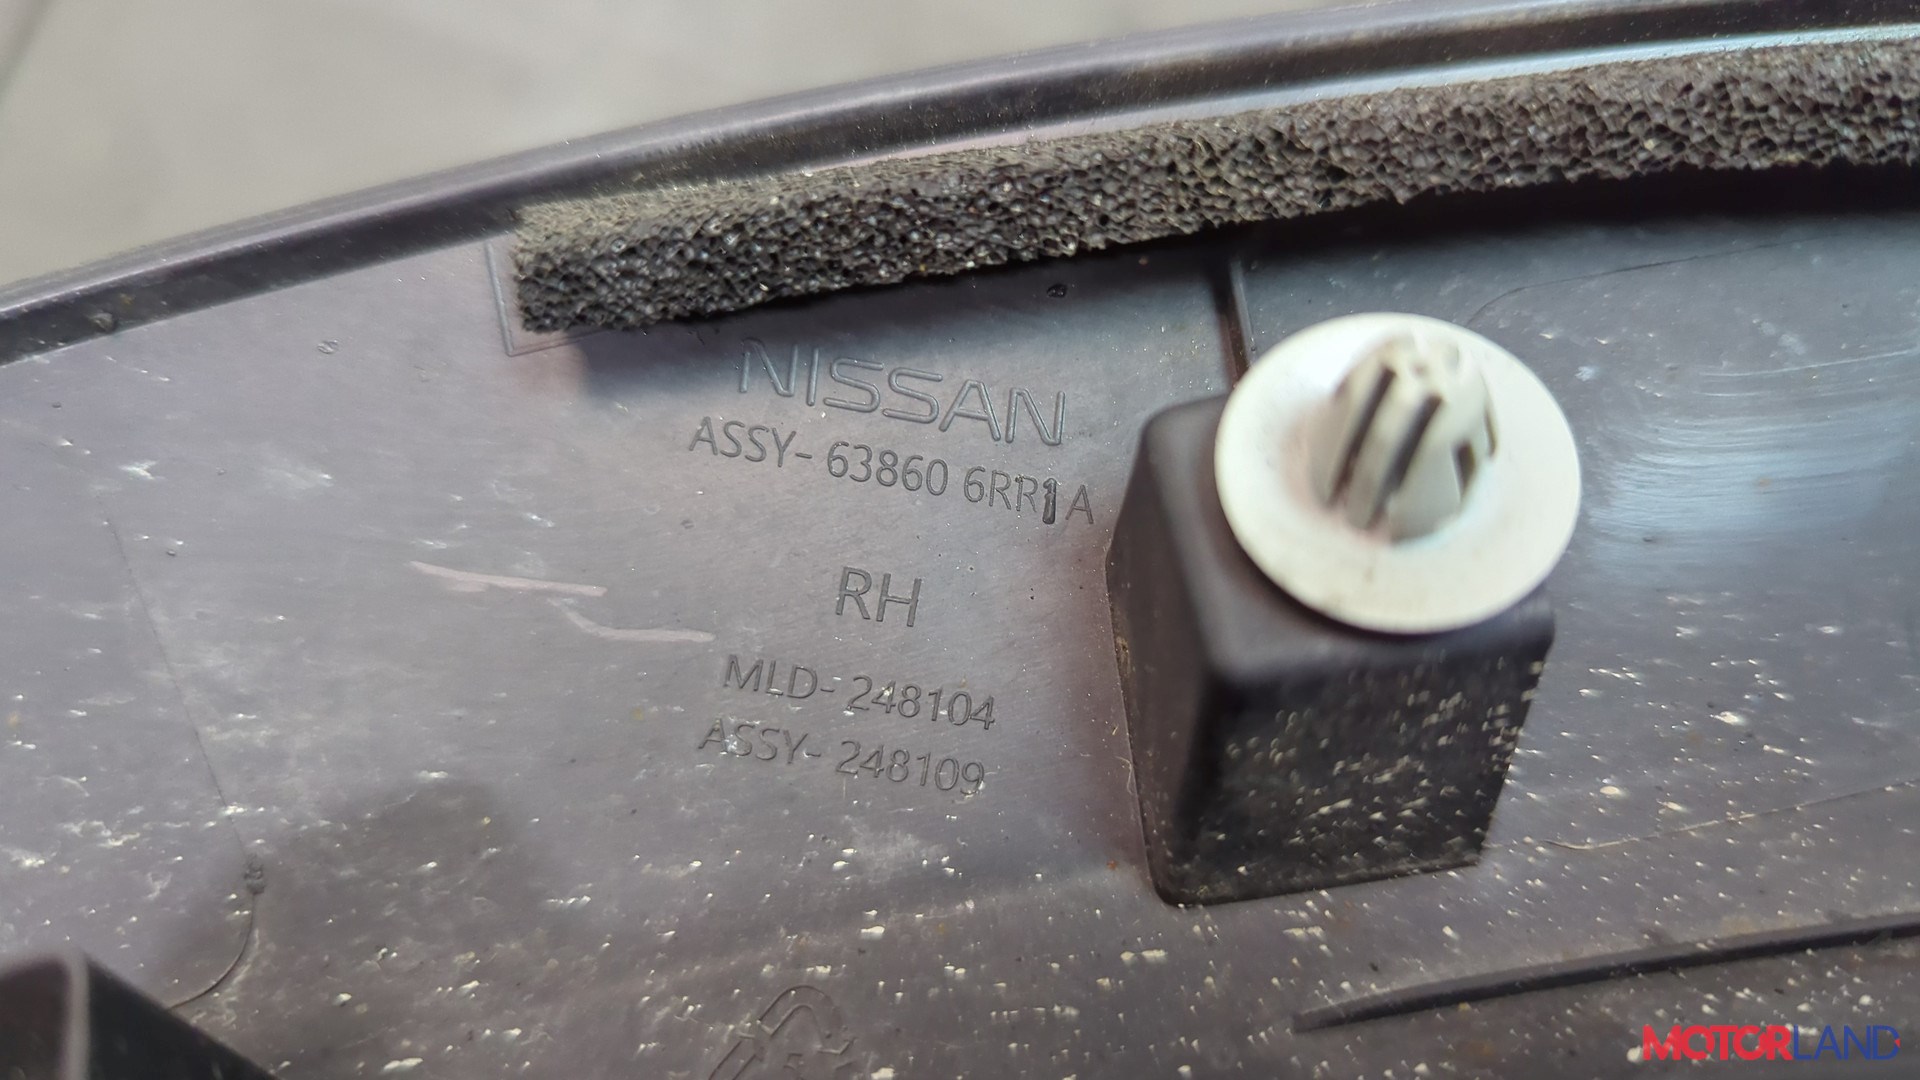 NISSAN
ASSY- 63860 6RR1A
RH
MLD- 248104
ASSY- 248109
MOTORLAND